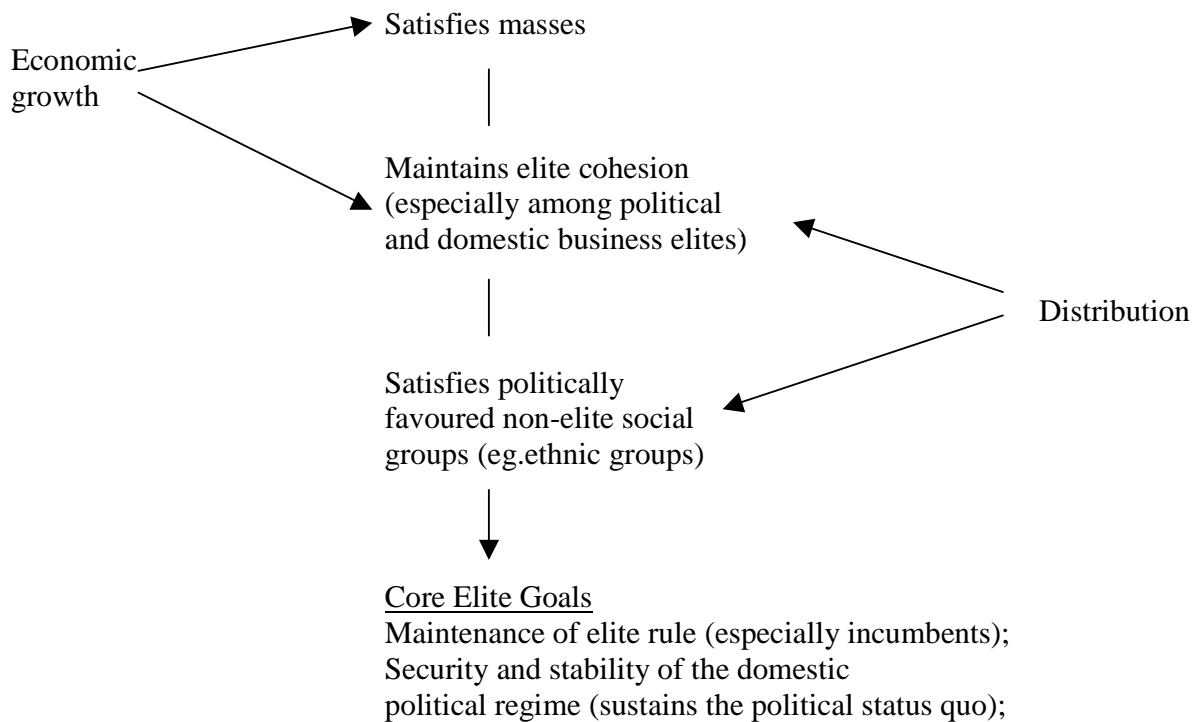 Satisfies masses
Economic
growth
Maintains elite cohesion
(especially among political
and domestic business elites)
Distribution
Satisfies politically
favoured non-elite social
groups (eg.ethnic groups)
Core Elite Goals
Maintenance of elite rule (especially incumbents);
Security and stability of the domestic
political regime (sustains the political status quo);